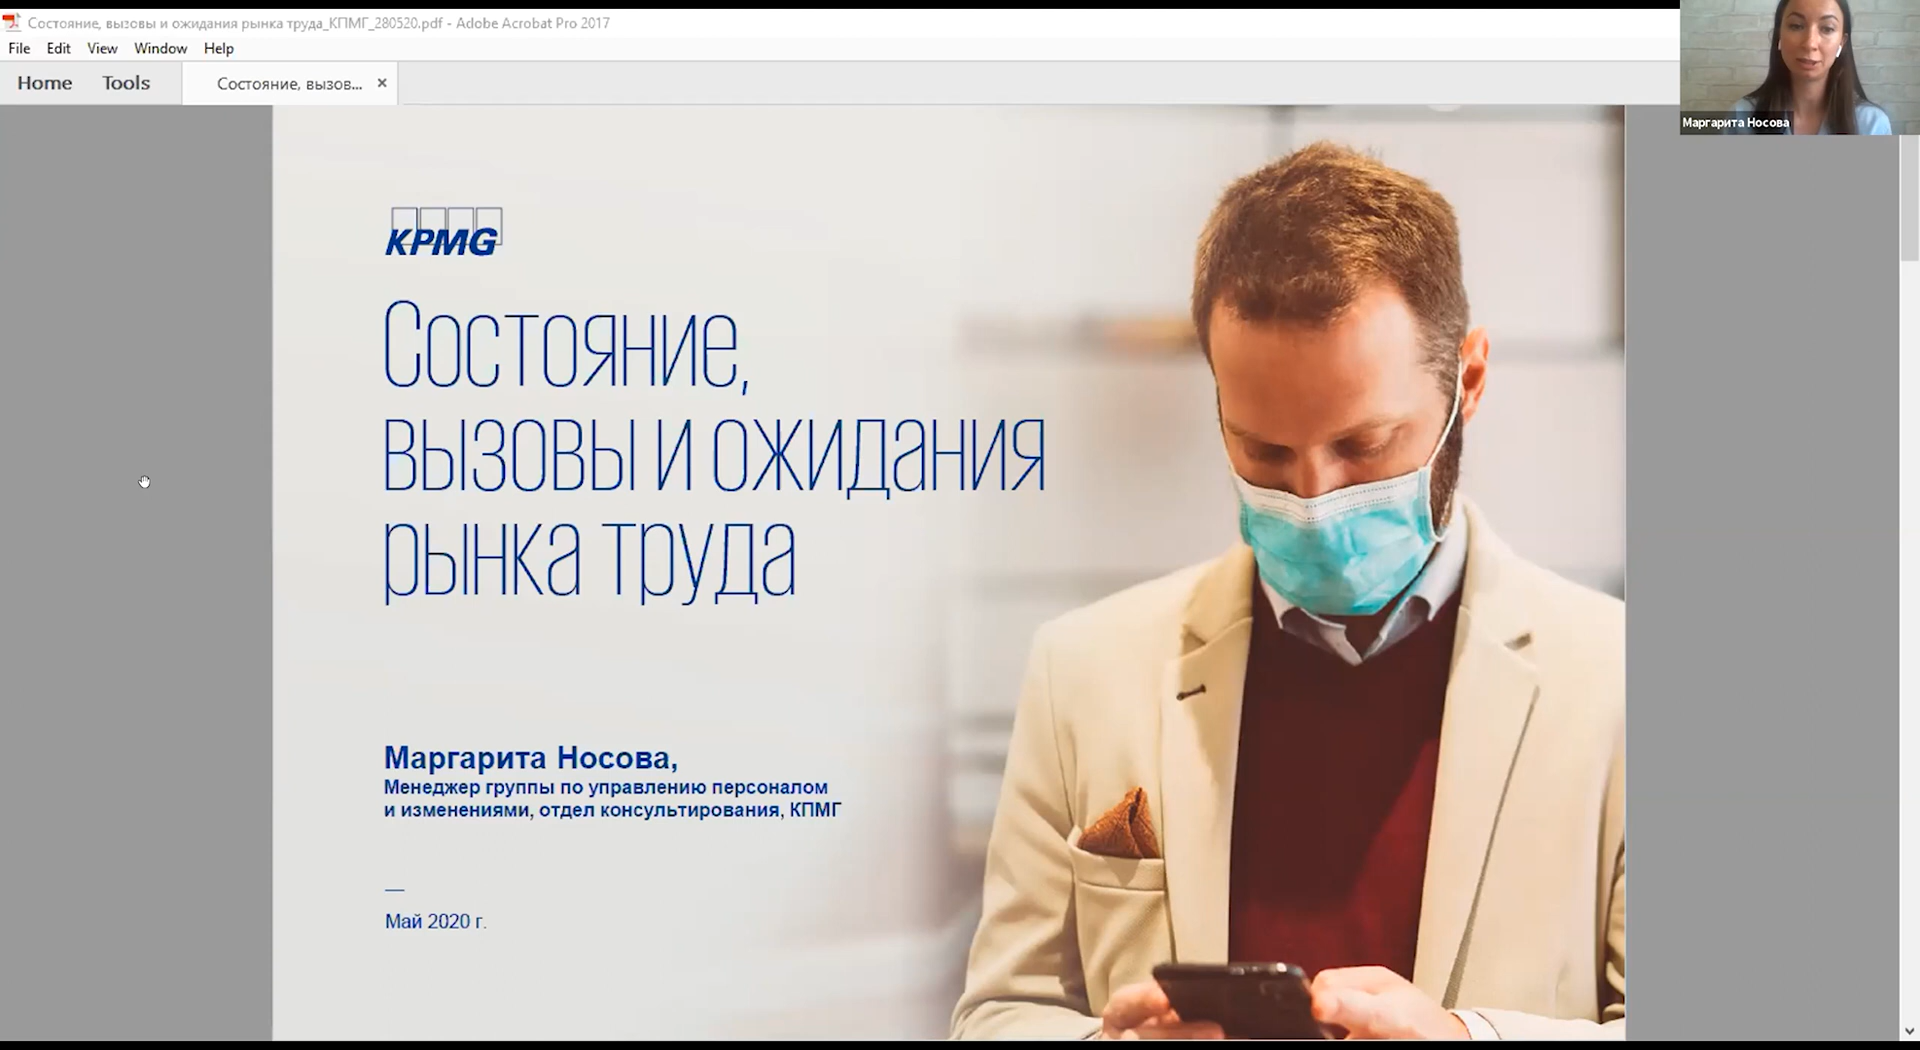 Состояние, вызовы и ожидания рынка труда_КПМГ_280520.pdf - Adobe Acrobat Pro 2017
File Edit View Window Help
Home Tools Состояние, вызов... ×
Маргарита Носова
KPMG
Состояние,
вызовы и ожидания
рынка труда
Маргарита Носова,
Менеджер группы по управлению персоналом
и изменениями, отдел консультирования, КПМГ
—
Май 2020 г.